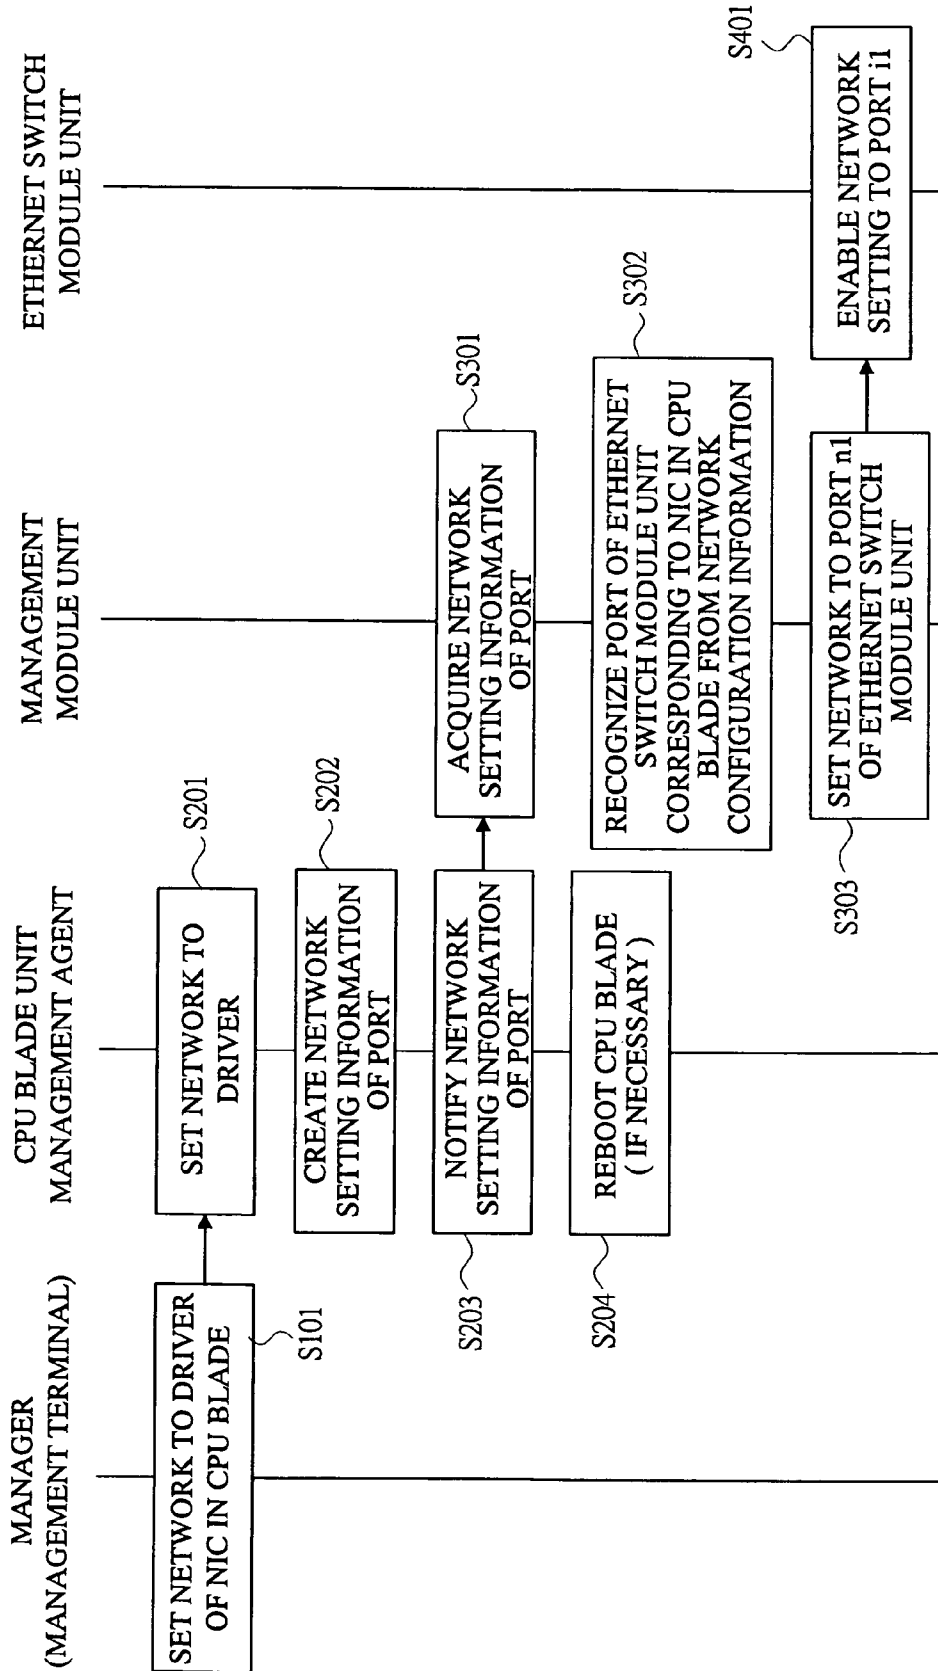 MANAGER
(MANAGEMENT TERMINAL)
CPU BLADE UNIT
MANAGEMENT AGENT
MANAGEMENT
MODULE UNIT
ETHERNET SWITCH
MODULE UNIT
SET NETWORK TO DRIVER
OF NIC IN CPU BLADE
S101
SET NETWORK TO
DRIVER
S201
CREATE NETWORK
SETTING INFORMATION
OF PORT
S202
NOTIFY NETWORK
SETTING INFORMATION
OF PORT
S203
ACQUIRE NETWORK
SETTING INFORMATION
OF PORT
S301
REBOOT CPU BLADE
( IF NECESSARY )
S204
RECOGNIZE PORT OF ETHERNET
SWITCH MODULE UNIT
CORRESPONDING TO NIC IN CPU
BLADE FROM NETWORK
CONFIGURATION INFORMATION
S302
SET NETWORK TO PORT n1
OF ETHERNET SWITCH
MODULE UNIT
S303
ENABLE NETWORK
SETTING TO PORT i1
S401